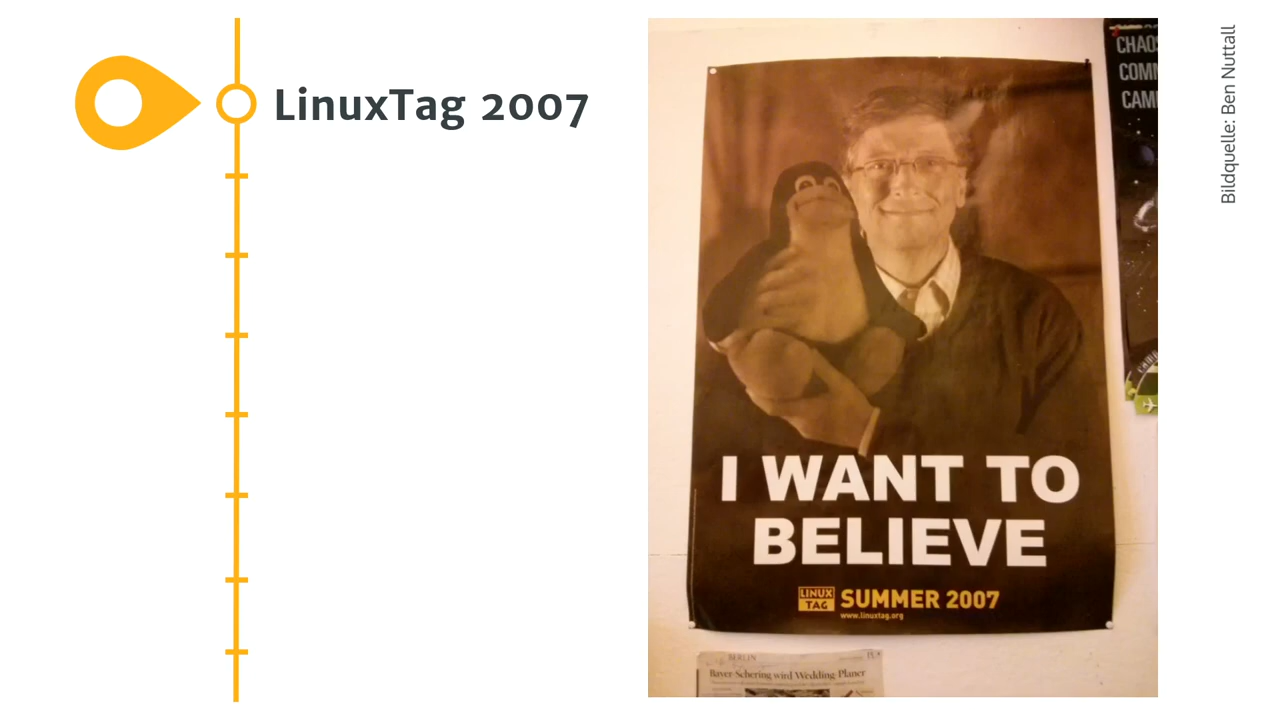 LinuxTag 2007
Bildquelle: Ben Nuttall
CHAOS
COMM
CAM
I WANT TO
BELIEVE
LINUX
TAG
SUMMER 2007
www.linuxtag.org
BERLIN
Bayer-Schering wird Wedding-Planer